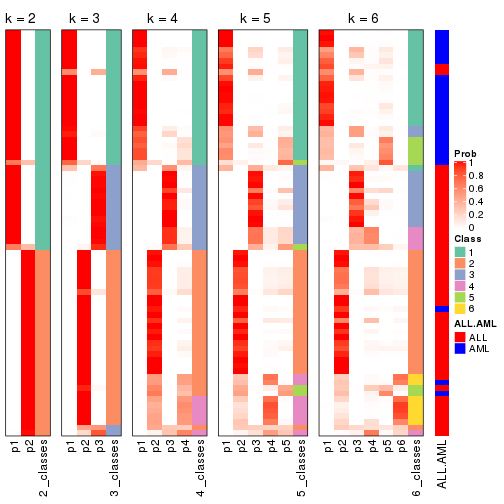 k = 2
k = 3
k = 4
k = 5
k = 6
p1
p2
2_classes
p1
p2
p3
3_classes
p1
p2
p3
p4
4_classes
p1
p2
p3
p4
p5
5_classes
p1
p2
p3
p4
p5
p6
6_classes
ALL.AML
Prob
1
0.8
0.6
0.4
0.2
0
Class
1
2
3
4
5
6
ALL.AML
ALL
AML